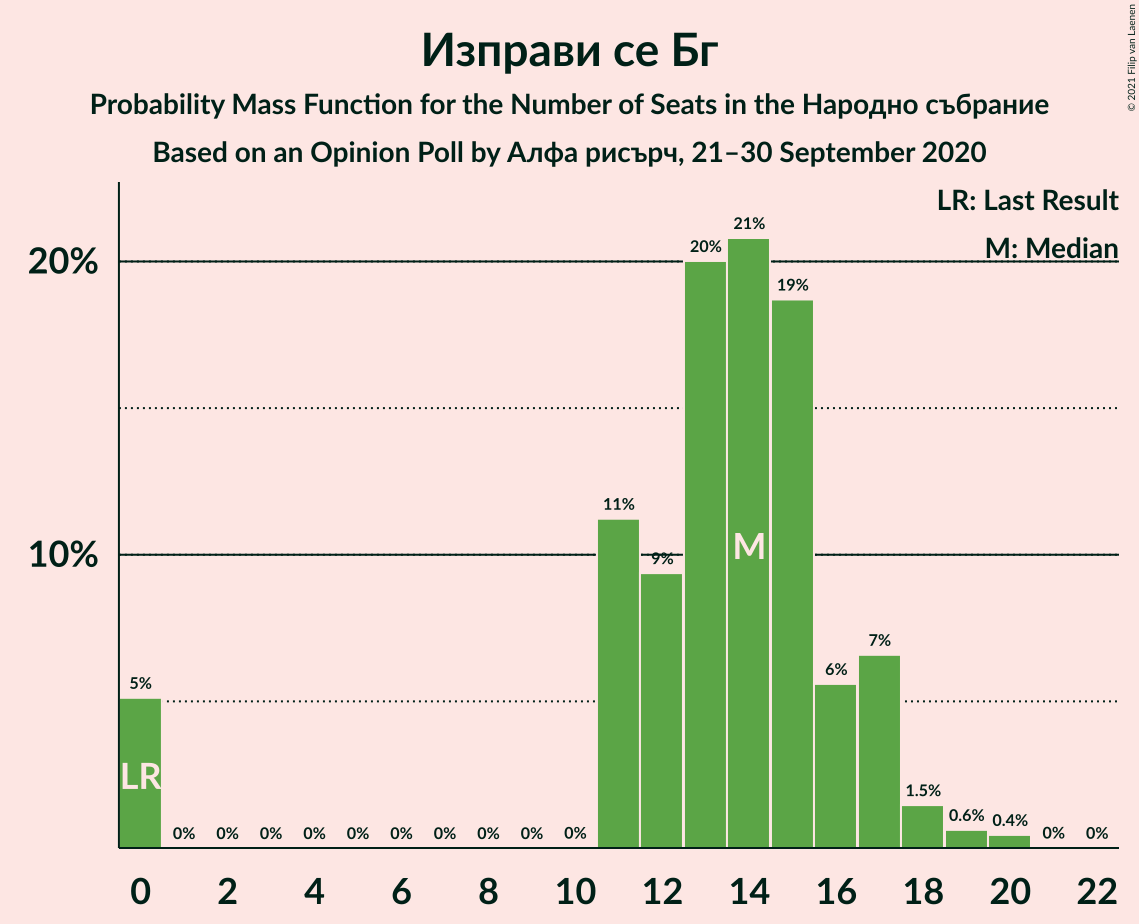 Изправи се Бг
Probability Mass Function for the Number of Seats in the Народно събрание
Based on an Opinion Poll by Алфа рисърч, 21–30 September 2020
© 2021 Filip van Laenen
LR: Last Result
M: Median
20%
10%
5%
0%
0%
0%
0%
0%
0%
0%
0%
0%
0%
11%
9%
20%
21%
19%
6%
7%
1.5%
0.6%
0.4%
0%
0%
LR
M
0 2 4 6 8 10 12 14 16 18 20 22